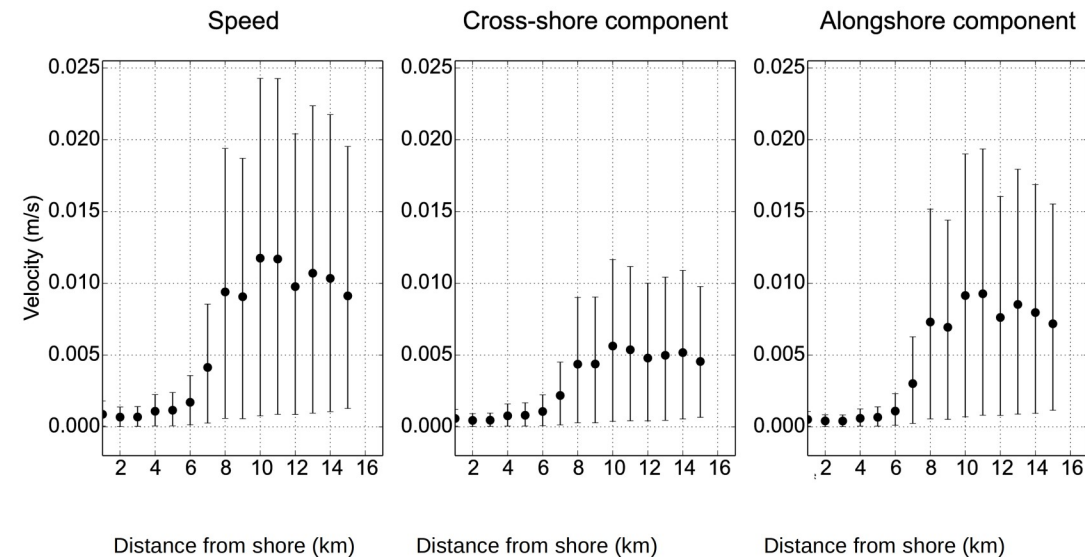 Speed
Cross-shore component
Alongshore component
Velocity (m/s)
0.025
0.020
0.015
0.010
0.005
0.000
2 4 6 8 10 12 14 16
0.025
0.020
0.015
0.010
0.005
0.000
2 4 6 8 10 12 14 16
0.025
0.020
0.015
0.010
0.005
0.000
2 4 6 8 10 12 14 16
Distance from shore (km)
Distance from shore (km)
Distance from shore (km)